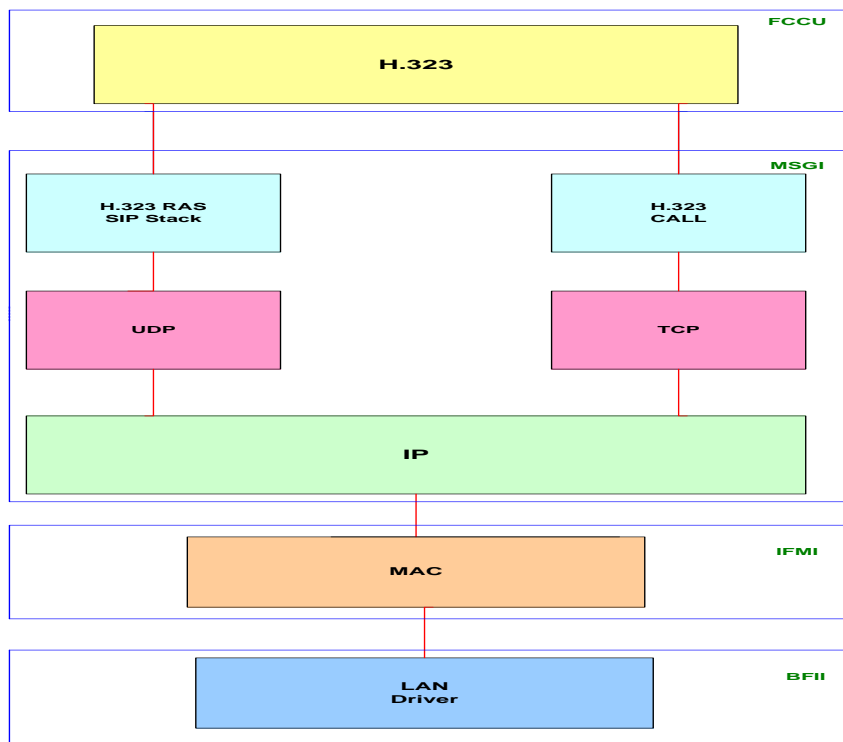 FCCU
H.323
MSGI
H.323 RAS
SIP Stack
H.323
CALL
UDP
TCP
IP
IFMI
MAC
BFII
LAN
Driver